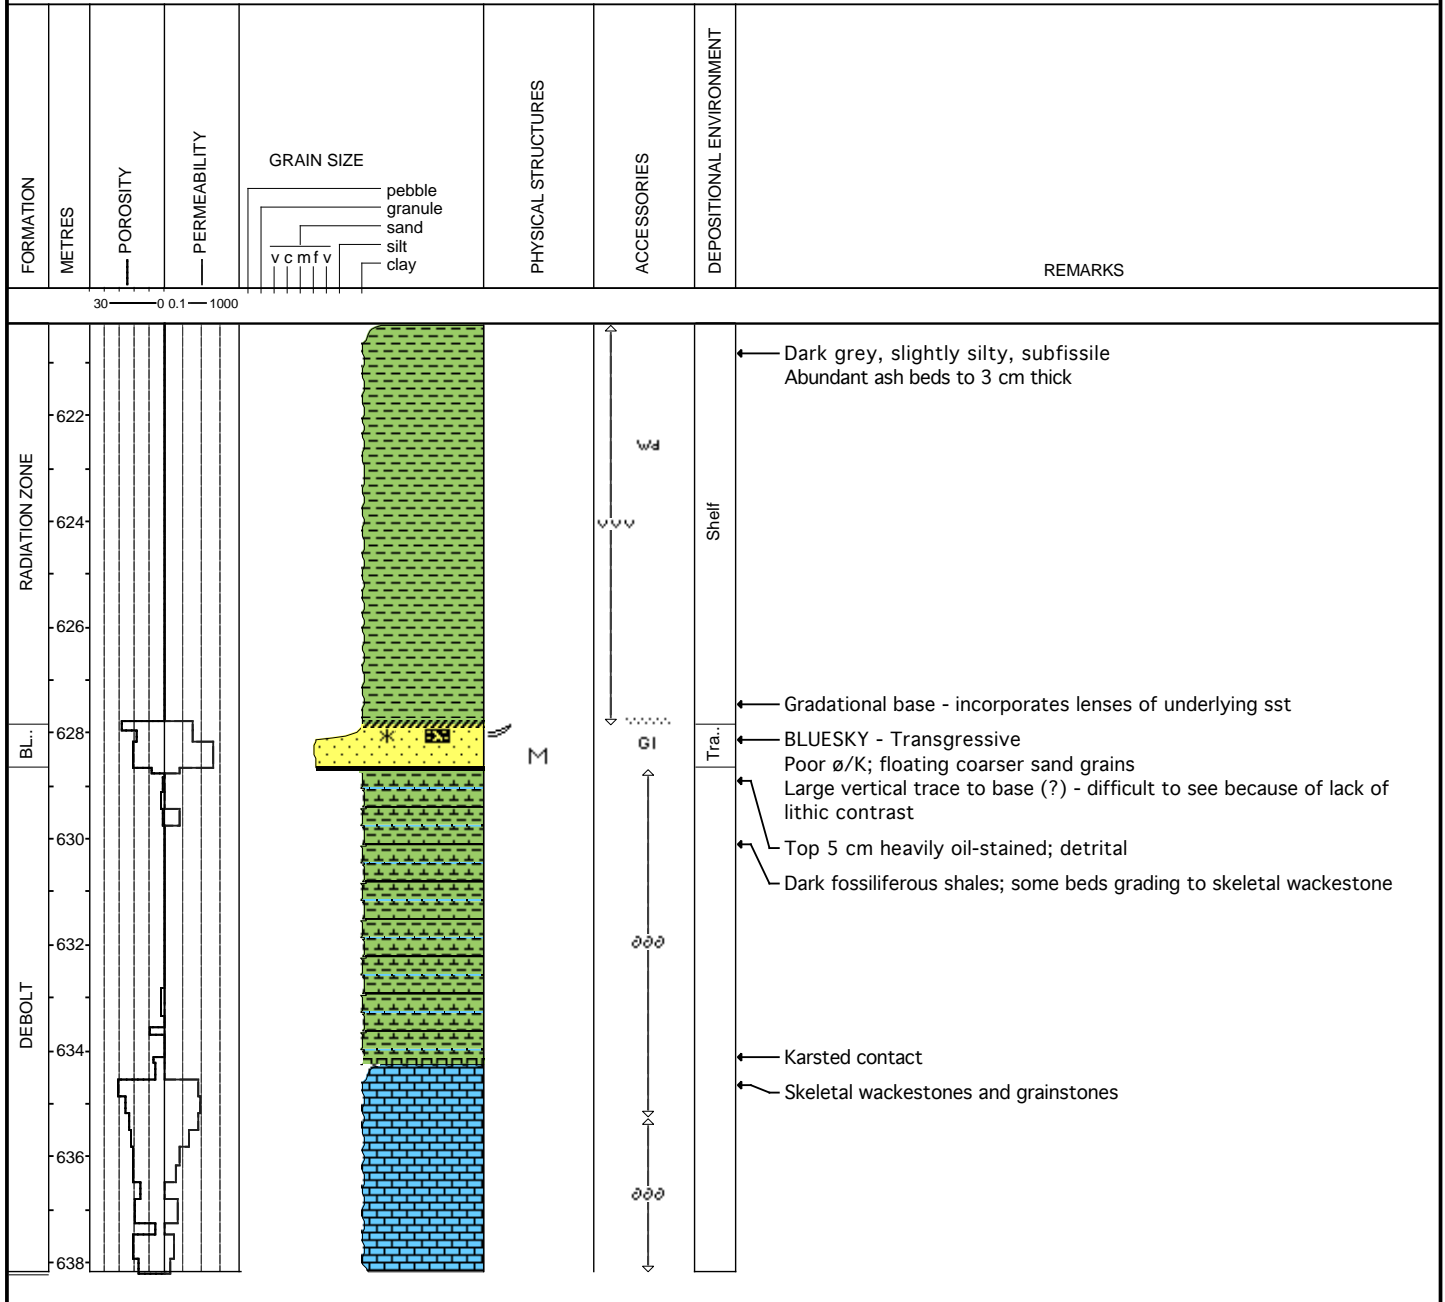 FORMATION
METRES
POROSITY
PERMEABILITY
GRAIN SIZE
pebble
granule
sand
silt
clay
v c m f v
PHYSICAL STRUCTURES
ACCESSORIES
DEPOSITIONAL ENVIRONMENT
REMARKS
30 0 0.1 1000
RADIATION ZONE
BL..
DEBOLT
622
624
626
628
630
632
634
636
638
M
Gl
Shelf
Tra..
Dark grey, slightly silty, subfissile
Abundant ash beds to 3 cm thick
Gradational base - incorporates lenses of underlying sst
BLUESKY - Transgressive
Poor ø/K; floating coarser sand grains
Large vertical trace to base (?) - difficult to see because of lack of
lithic contrast
Top 5 cm heavily oil-stained; detrital
Dark fossiliferous shales; some beds grading to skeletal wackestone
Karsted contact
Skeletal wackestones and grainstones